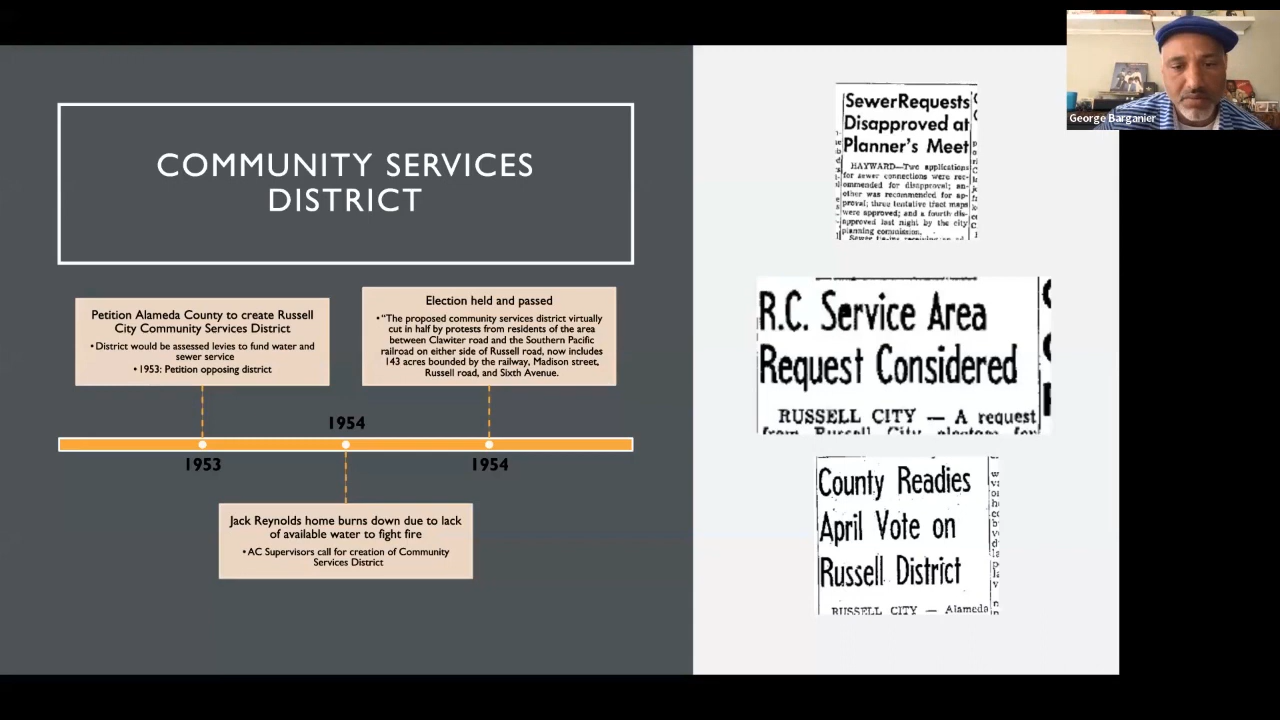 COMMUNITY SERVICES
DISTRICT
Petition Alameda County to create Russell
City Community Services District
• District would be assessed levies to fund water and
sewer service
• 1953: Petition opposing district
Election held and passed
• "The proposed community services district virtually
cut in half by protests from residents of the area
between Clawiter road and the Southern Pacific
railroad on either side of Russell road, now includes
143 acres bounded by the railway, Madison street,
Russell road, and Sixth Avenue.
1954
1953
1954
Jack Reynolds home burns down due to lack
of available water to fight fire
• AC Supervisors call for creation of Community
Services District
Sewer Requests
Disapproved at
Planner's Meet
HAYWARD—Two applications
for sewer connections were rec-
ommended for disapproval; an-
other was recommended for ap-
proval; three tentative tract maps
were approved; and a fourth dis-
approved last night by the city
planning commission.
R.C. Service Area
Request Considered
RUSSELL CITY — A request
from Russell City electors for
County Readies
April Vote on
Russell District
RUSSELL CITY — Alameda
George Barganier